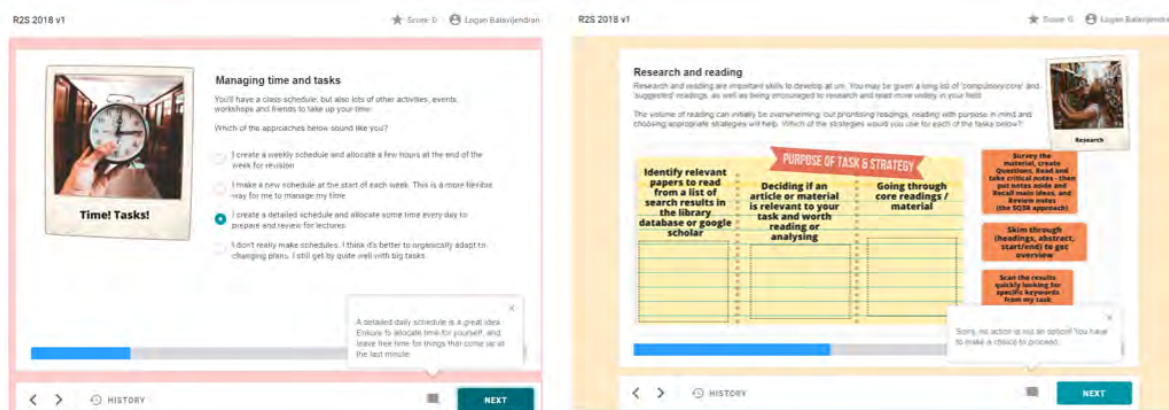 R2S 2018 v1
Score: 0 Logan Balavijendran
Managing time and tasks
You'll have a class schedule, but also lots of other activities, events,
workshops and friends to take up your time.
Which of the approaches below sound like you?
I create a weekly schedule and allocate a few hours at the end of the
week for revision
I make a new schedule at the start of each week. This is a more flexible
way for me to manage my time
I create a detailed schedule and allocate some time every day to
prepare and review for lectures
I don't really make schedules. I think it's better to organically adapt to
changing plans. I still get by quite well with big tasks.
Time! Tasks!
A detailed daily schedule is a great idea.
Ensure to allocate time for yourself, and
leave free time for things that come up at
the last minute
HISTORY
NEXT
R2S 2018 v1
Score: 0 Logan Balavijendran
Research and reading
Research and reading are important skills to develop at uni. You may be given a long list of 'compulsory/core' and
'suggested' readings, as well as being encouraged to research and read more widely in your field.
The volume of reading can initially be overwhelming, but prioritising readings, reading with purpose in mind and
choosing appropriate strategies will help. Which of the strategies would you use for each of the tasks below?
Research
PURPOSE OF TASK & STRATEGY
Identify relevant
papers to read
from a list of
search results in
the library
database or google
scholar
Deciding if an
article or material
is relevant to your
task and worth
reading or
analysing
Going through
core readings /
material
Survey the
material, create
Questions, Read and
take critical notes - then
put notes aside and
Recall main ideas, and
Review notes
(the SQ3R approach)
Skim through
(headings, abstract,
start/end) to get
overview
Scan the results
quickly looking for
specific keywords
from my task
Sorry, no action is not an option! You have
to make a choice to proceed.
HISTORY
NEXT